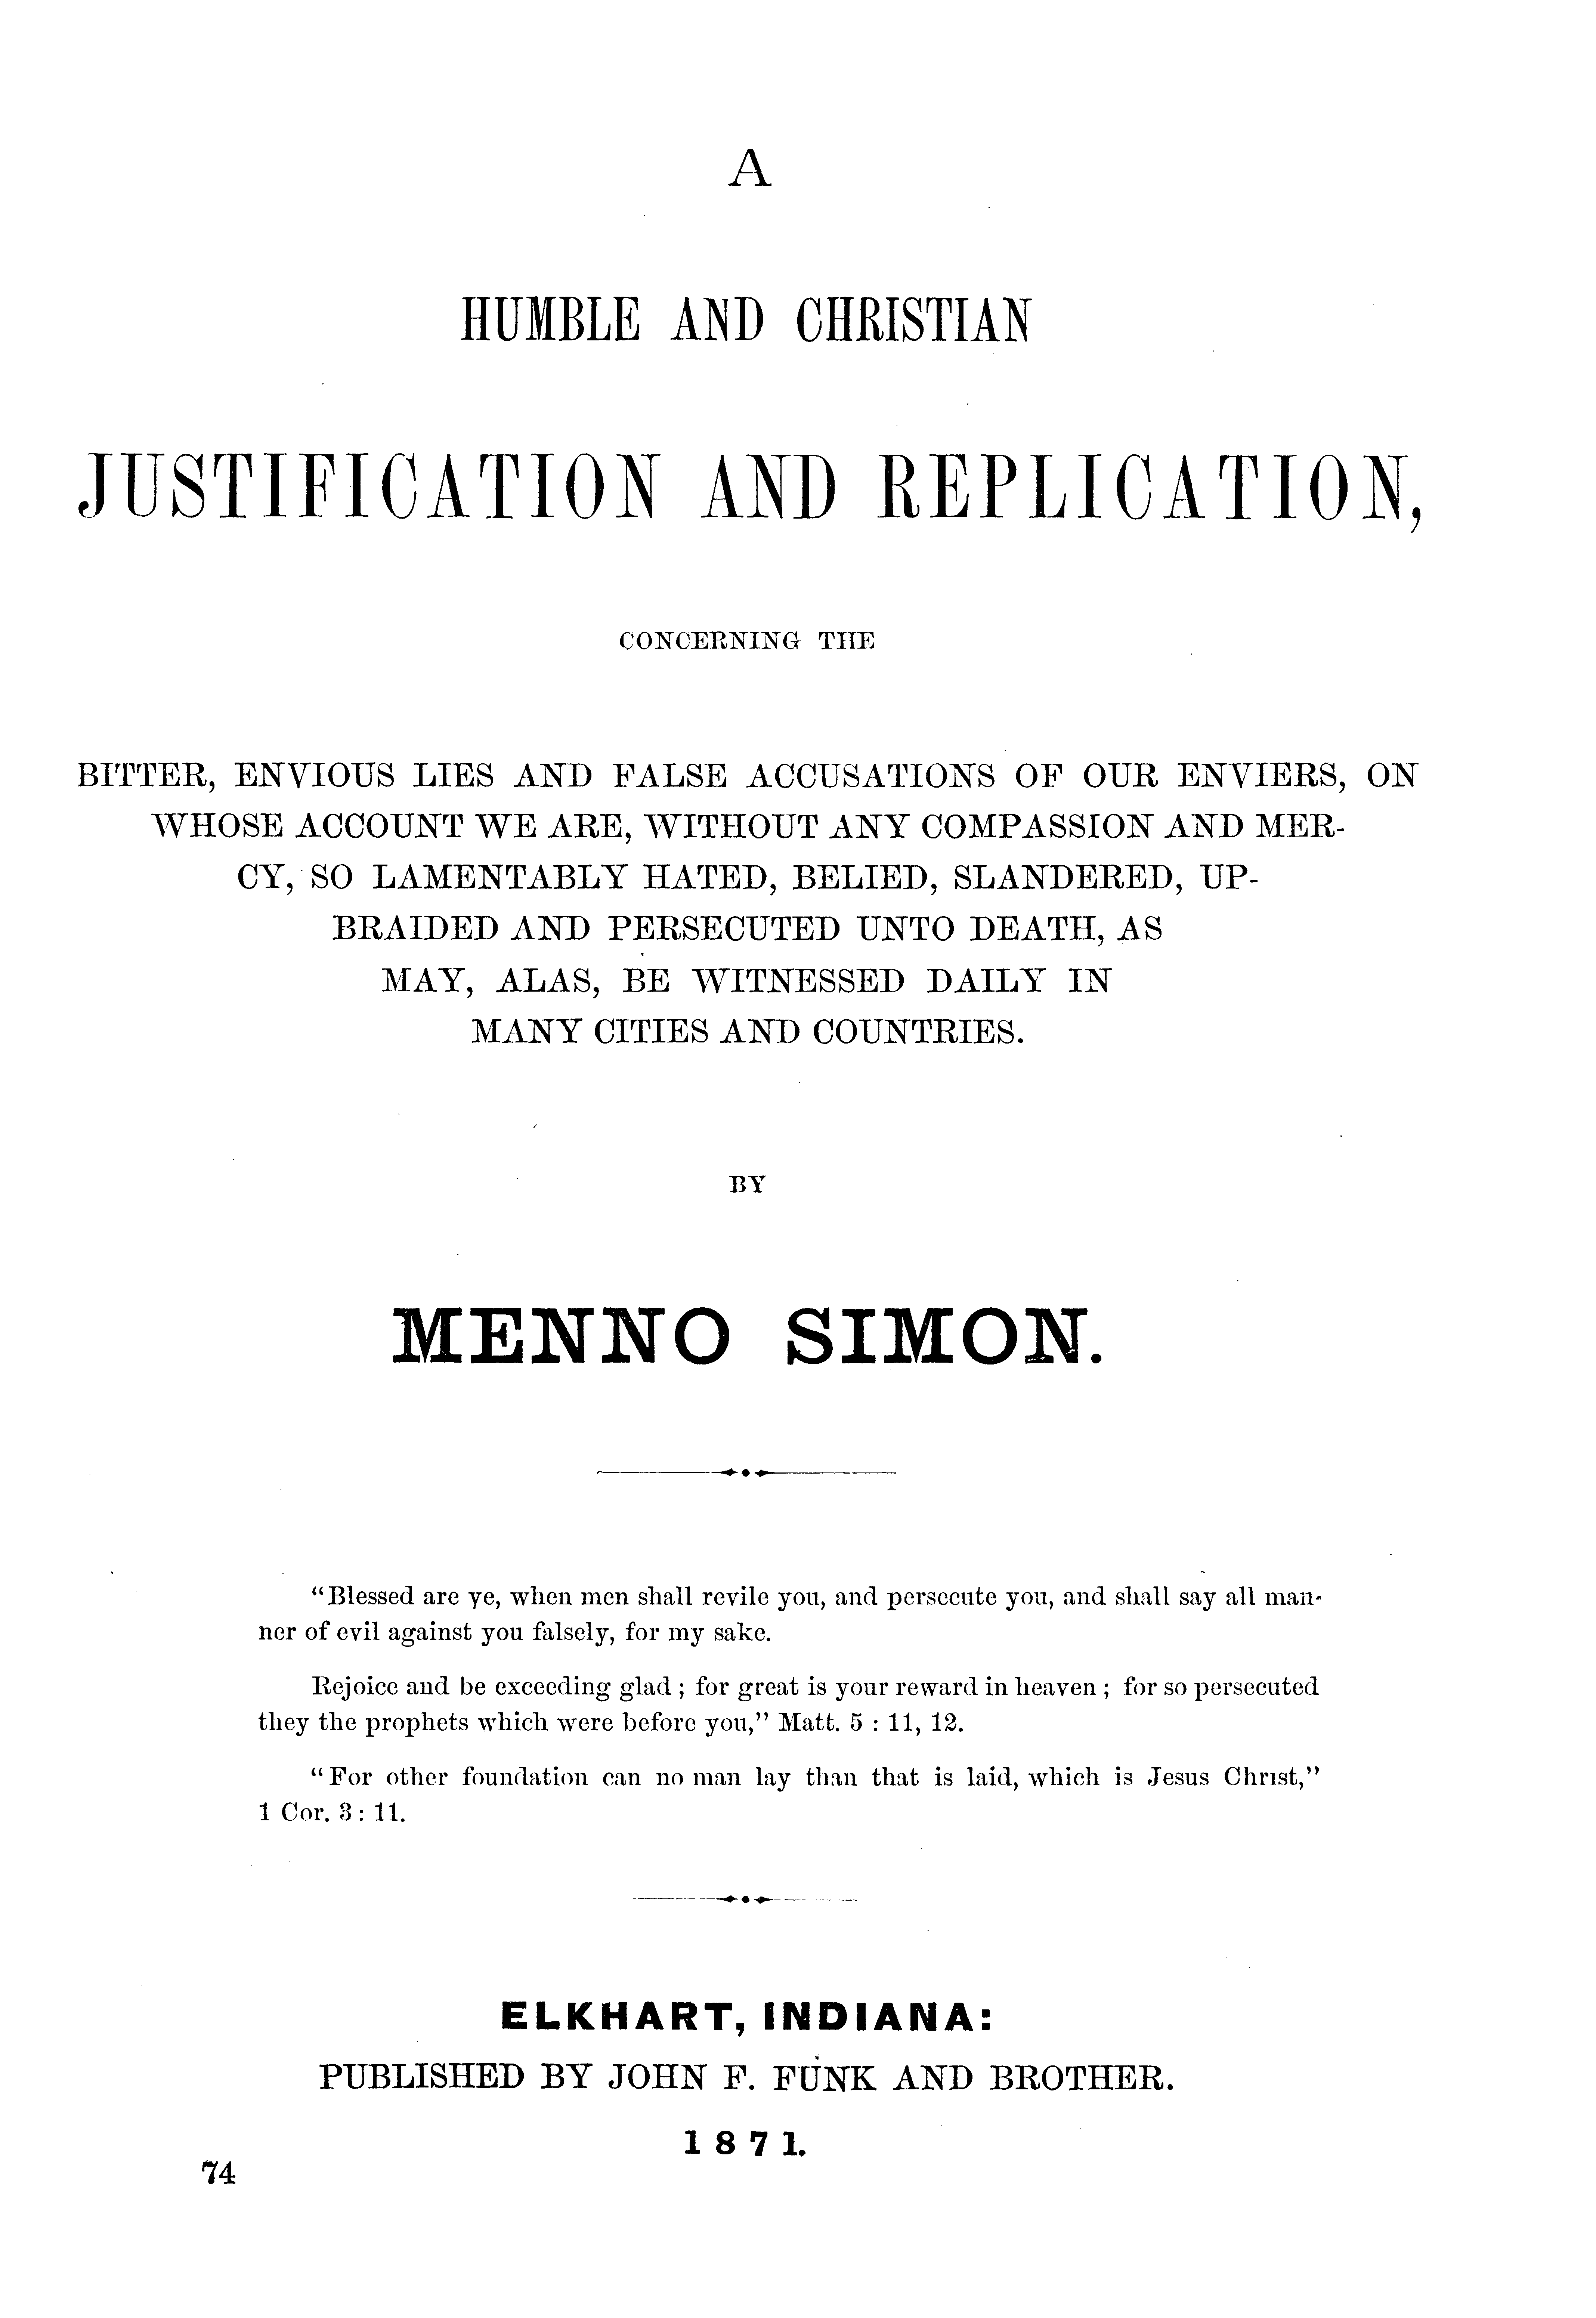 A
HUMBLE AND CHRISTIAN
JUSTIFICATION AND REPLICATION,
CONCERNING THE
BITTER, ENVIOUS LIES AND FALSE ACCUSATIONS OF OUR ENVIERS, ON
WHOSE ACCOUNT WE ARE, WITHOUT ANY COMPASSION AND MER-
CY, SO LAMENTABLY HATED, BELIED, SLANDERED, UP-
BRAIDED AND PERSECUTED UNTO DEATH, AS
MAY, ALAS, BE WITNESSED DAILY IN
MANY CITIES AND COUNTRIES.
BY
MENNO SIMON.
“Blessed are ye, when men shall revile you, and persecute you, and shall say all man-
ner of evil against you falsely, for my sake.
Rejoice and be exceeding glad ; for great is your reward in heaven ; for so persecuted
they the prophets which were before you,” Matt. 5 : 11, 12.
“For other foundation can no man lay than that is laid, which is Jesus Christ,”
1 Cor. 3 : 11.
ELKHART, INDIANA:
PUBLISHED BY JOHN F. FUNK AND BROTHER.
1871.
74